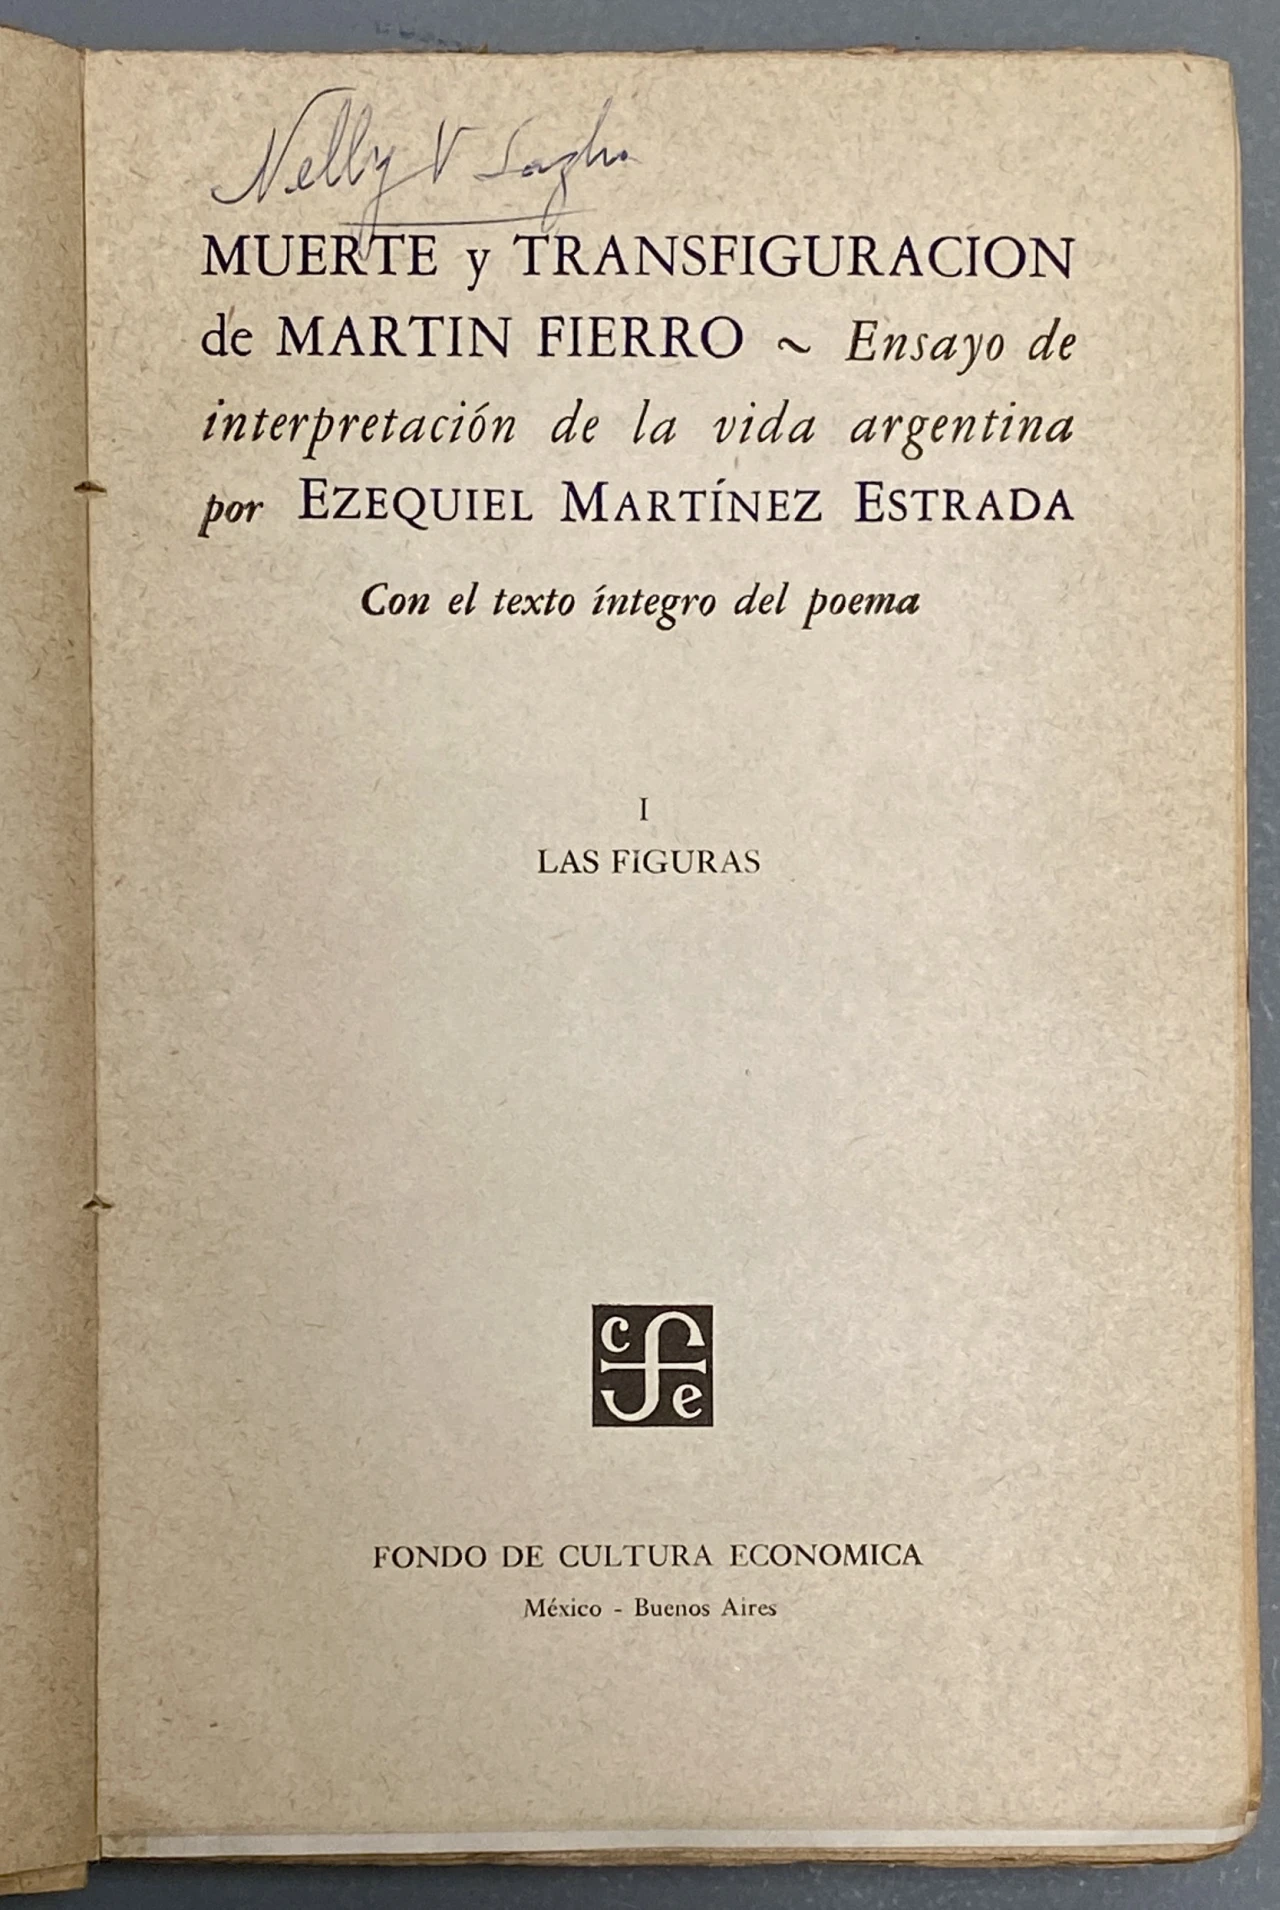 Nelly V
MUERTE y TRANSFIGURACION
de MARTIN FIERRO ~ Ensayo de
interpretación de la vida argentina
por EZEQUIEL MARTÍNEZ ESTRADA
Con el texto íntegro del poema
I
LAS FIGURAS
cfe
FONDO DE CULTURA ECONOMICA
México - Buenos Aires